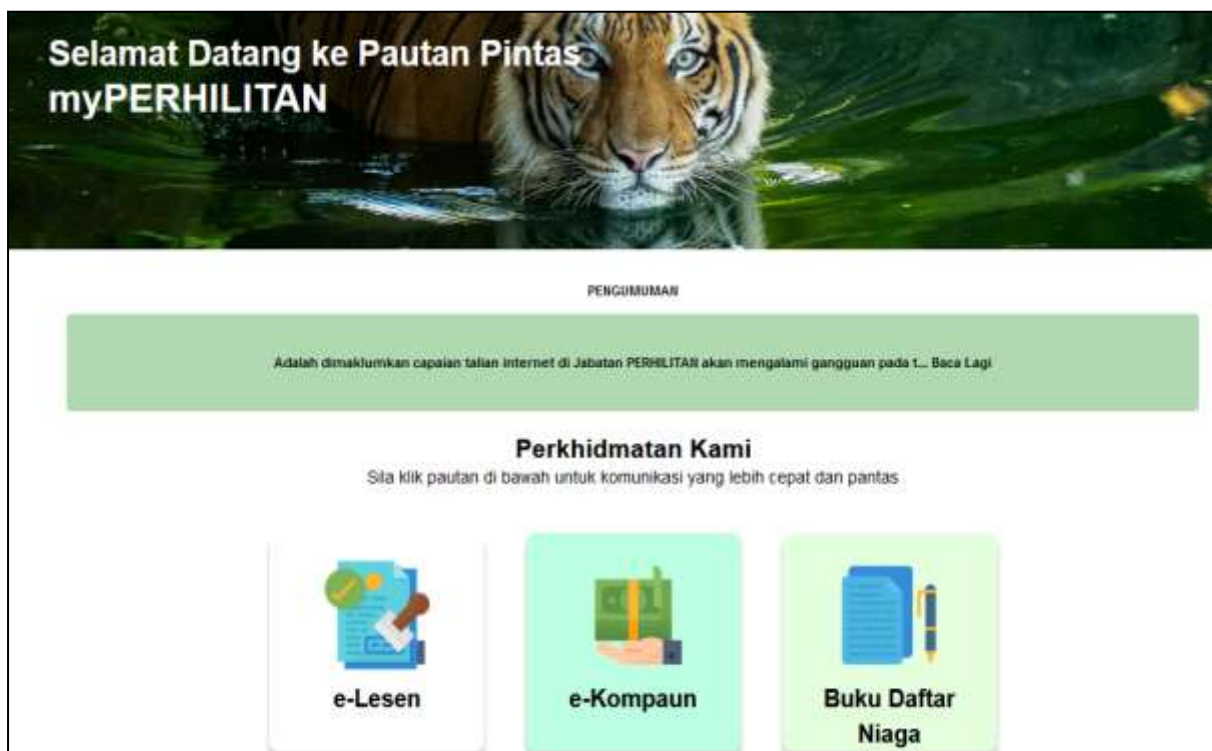 Selamat Datang ke Pautan Pintas
myPERHILITAN
PENGUMUMAN
Adalah dimaklumkan capaian talian internet di Jabatan PERHILITAN akan mengalami gangguan pada t... Baca Lagi
Perkhidmatan Kami
Sila klik pautan di bawah untuk komunikasi yang lebih cepat dan pantas
e-Lesen
e-Kompaun
Buku Daftar
Niaga